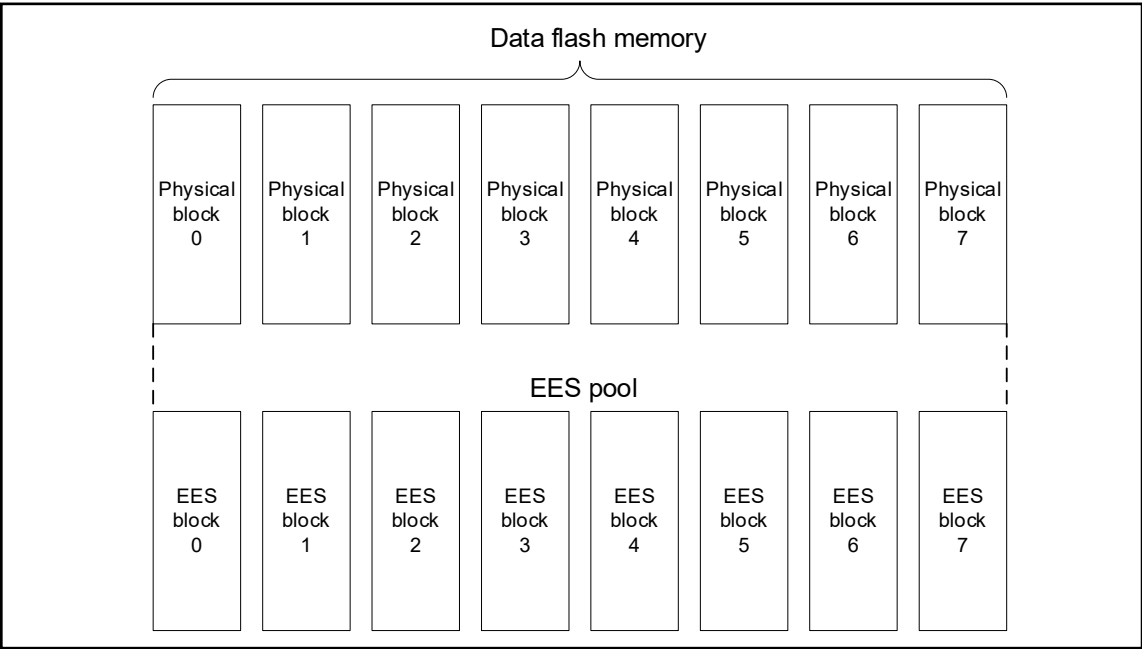 Data flash memory
Physical
block
0
Physical
block
1
Physical
block
2
Physical
block
3
Physical
block
4
Physical
block
5
Physical
block
6
Physical
block
7
EES pool
EES
block
0
EES
block
1
EES
block
2
EES
block
3
EES
block
4
EES
block
5
EES
block
6
EES
block
7